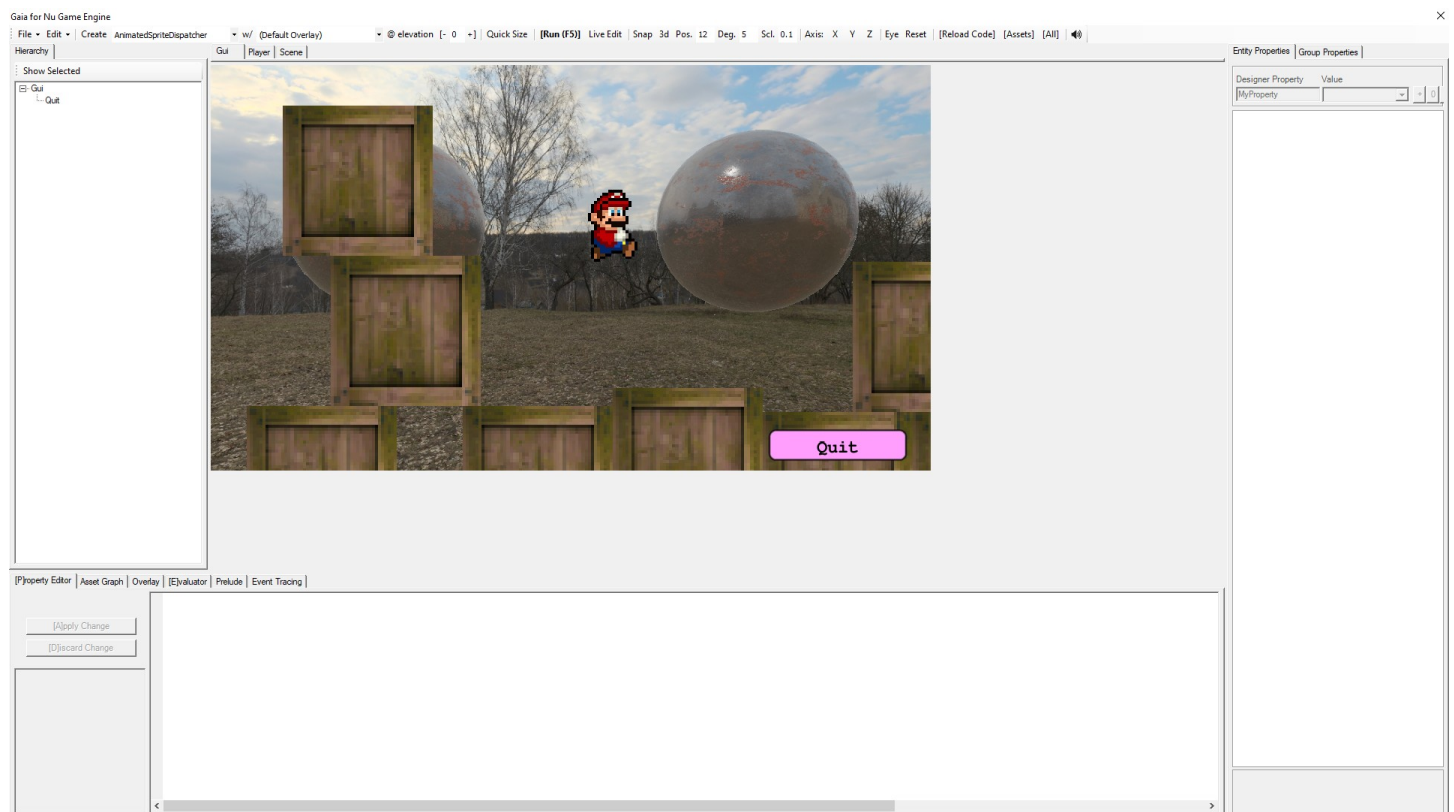 Gaia for Nu Game Engine
File Edit Create AnimatedSpriteDispatcher w/ (Default Overlay) @ elevation [- 0 +] Quick Size [Run (F5)] Live Edit Snap 3d Pos. 12 Deg. 5 Scl. 0.1 Axis: X Y Z Eye Reset [Reload Code] [Assets] [All]
Hierarchy
Gui Player Scene
Entity Properties Group Properties
Show Selected
Gui
Quit
Designer Property Value
MyProperty + 0
Quit
[P]roperty Editor Asset Graph Overlay [E]valuator Prelude Event Tracing
[A]pply Change
[D]iscard Change